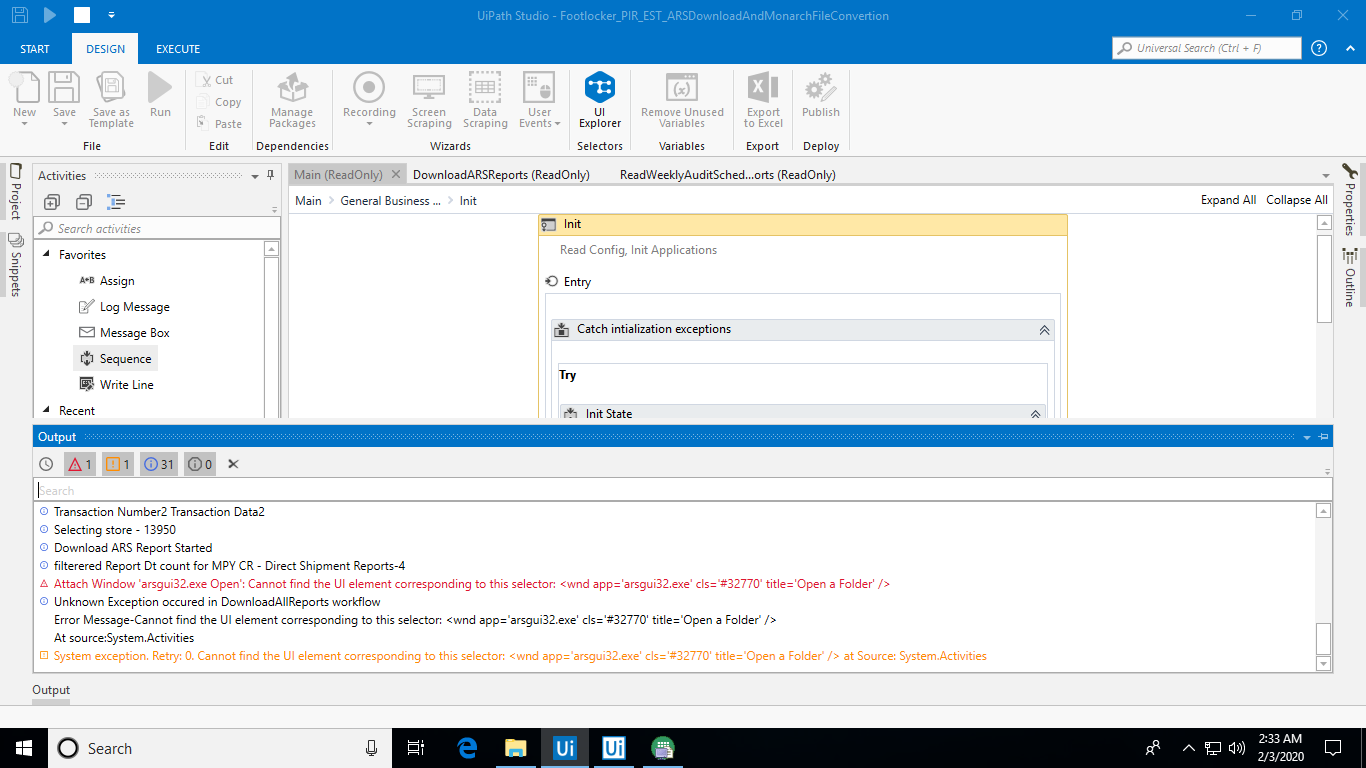 UiPath Studio - Footlocker_PIR_EST_ARSDownloadAndMonarchFileConvertion
START DESIGN EXECUTE
Universal Search (Ctrl + F)
New
Save
Save as Template
Run
Cut
Copy
Paste
Manage Packages
Recording
Screen Scraping
Data Scraping
User Events
UI Explorer
Remove Unused Variables
Export to Excel
Publish
File Edit Dependencies Wizards Selectors Variables Export Deploy
Project
Snippets
Activities
Search activities
Favorites
A+B Assign
Log Message
Message Box
Sequence
Write Line
Recent
Main (ReadOnly) DownloadARSReports (ReadOnly) ReadWeeklyAuditSched...orts (ReadOnly)
Main > General Business ... > Init
Expand All Collapse All
Init
Read Config, Init Applications
Entry
Catch intialization exceptions
Try
Init State
Properties
Outline
Output
1 1 31 0
Search
Transaction Number2 Transaction Data2
Selecting store - 13950
Download ARS Report Started
filterered Report Dt count for MPY CR - Direct Shipment Reports-4
Attach Window 'arsgui32.exe Open': Cannot find the UI element corresponding to this selector: <wnd app='arsgui32.exe' cls='#32770' title='Open a Folder' />
Unknown Exception occured in DownloadAllReports workflow
Error Message-Cannot find the UI element corresponding to this selector: <wnd app='arsgui32.exe' cls='#32770' title='Open a Folder' />
At source:System.Activities
System exception. Retry: 0. Cannot find the UI element corresponding to this selector: <wnd app='arsgui32.exe' cls='#32770' title='Open a Folder' /> at Source: System.Activities
Output
Search
Ui
Ui
2:33 AM
2/3/2020